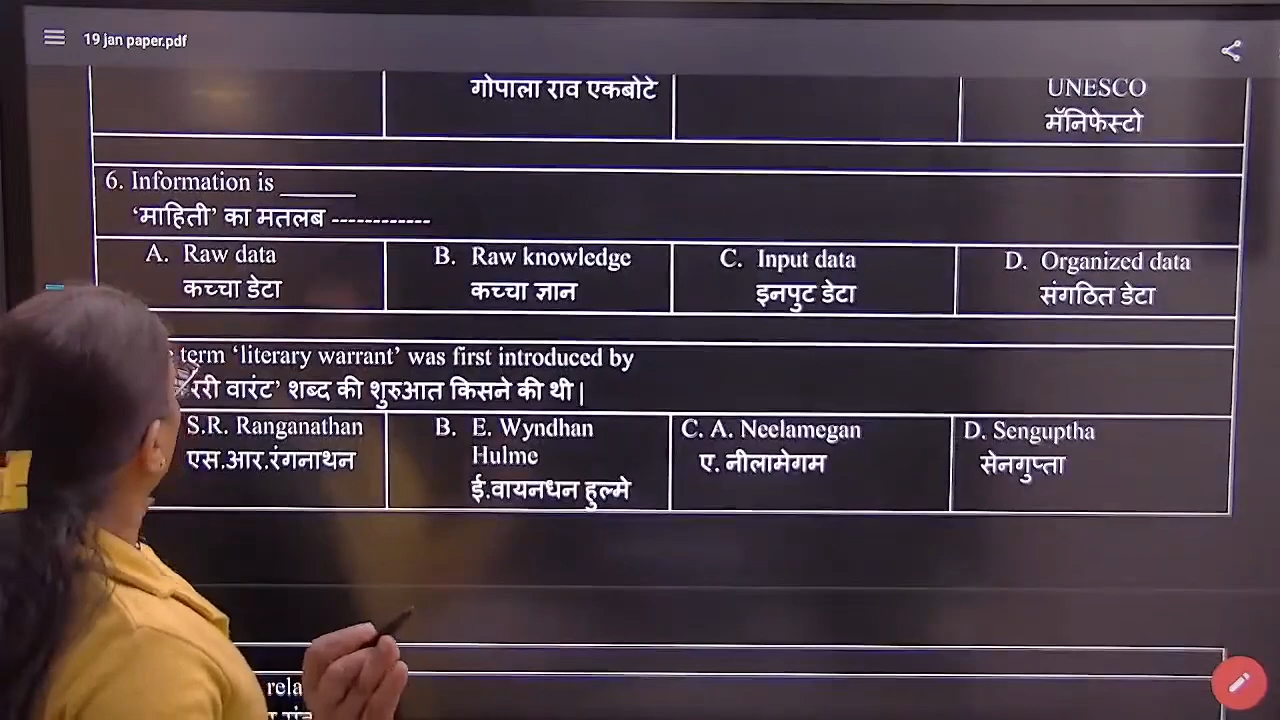 19 jan paper.pdf
गोपाला राव एकबोटे
UNESCO
मॅनिफेस्टो
6. Information is ______
‘माहिती’ का मतलब ------------
A. Raw data
कच्चा डेटा
B. Raw knowledge
कच्चा ज्ञान
C. Input data
इनपुट डेटा
D. Organized data
संगठित डेटा
term ‘literary warrant’ was first introduced by
ररी वारंट’ शब्द की शुरुआत किसने की थी |
S.R. Ranganathan
एस.आर.रंगनाथन
B. E. Wyndhan
Hulme
ई.वायनधन हुल्मे
C. A. Neelamegan
ए. नीलामेगम
D. Senguptha
सेनगुप्ता
rela